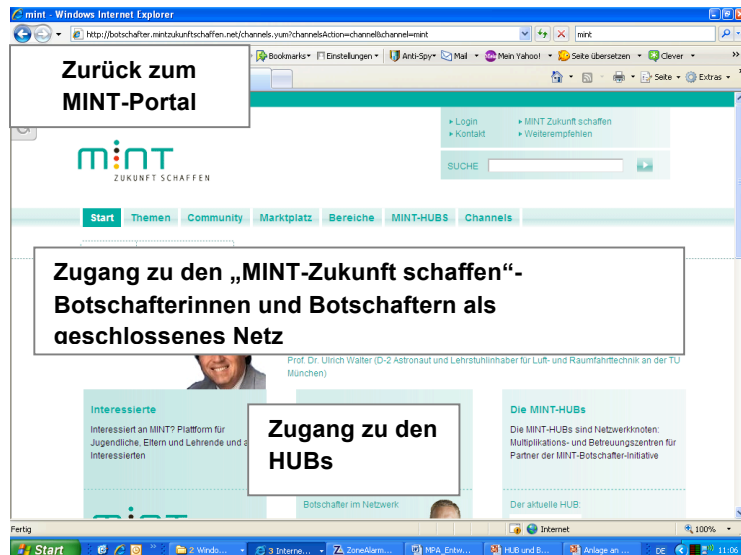 mint - Windows Internet Explorer
http://botschafter.mintzukunftschaffen.net/channels.yum?channelsAction=channel&channel=mint
mint
Bookmarks Einstellungen Anti-Spy Mail Mein Yahoo! Seite übersetzen Clever
Seite Extras
Zurück zum
MINT-Portal
Login MINT Zukunft schaffen
Kontakt Weiterempfehlen
mint
ZUKUNFT SCHAFFEN
SUCHE
Start Themen Community Marktplatz Bereiche MINT-HUBS Channels
Zugang zu den „MINT-Zukunft schaffen“-
Botschafterinnen und Botschaftern als
geschlossenes Netz
Prof. Dr. Ulrich Walter (D-2 Astronaut und Lehrstuhlinhaber für Luft- und Raumfahrttechnik an der TU
München)
Interessierte
Interessiert an MINT? Plattform für
Jugendliche, Eltern und Lehrende und a
Interessierten
Zugang zu den
HUBs
Die MINT-HUBs
Die MINT-HUBs sind Netzwerkknoten:
Multiplikations- und Betreuungszentren für
Partner der MINT-Botschafter-Initiative
Botschafter im Netzwerk
Der aktuelle HUB:
mint
Fertig Internet 100%
Start 2 Windo... 3 Interne... ZoneAlarm... MPA_Entw... HUB und B... Anlage an ... DE 11:06